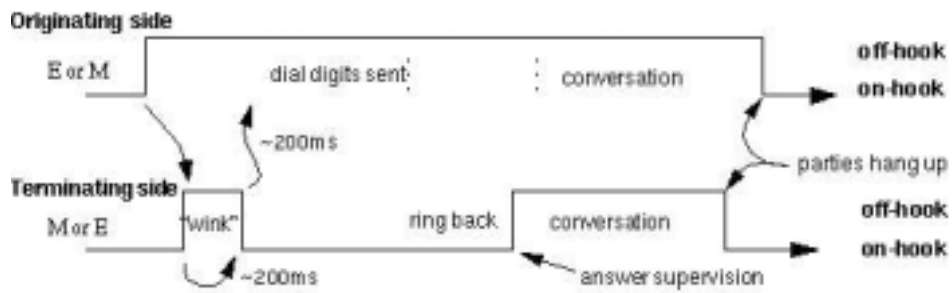 Originating side
off-hook
E or M
dial digits sent
conversation
on-hook
~200ms
parties hang up
Terminating side
off-hook
M or E
"wink"
ring back
conversation
on-hook
~200ms
answer supervision